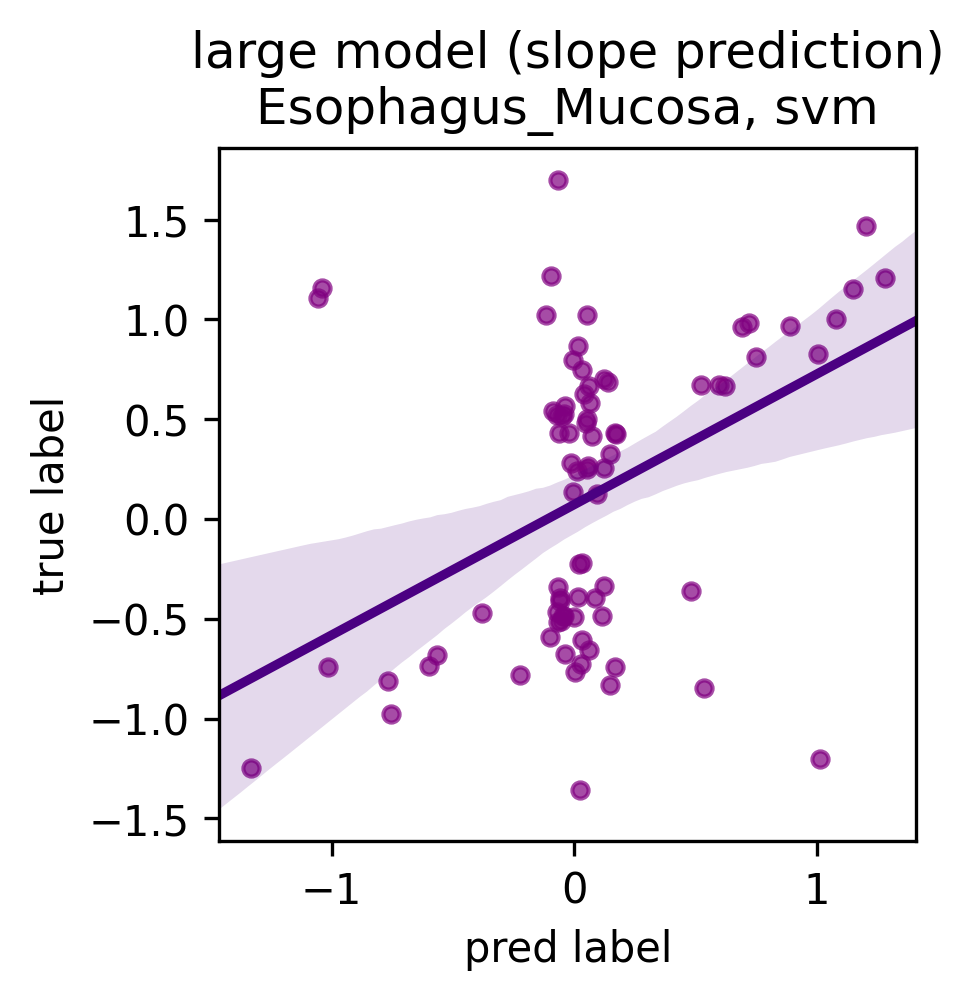 large model (slope prediction)
Esophagus_Mucosa, svm
1.5
1.0
0.5
0.0
−0.5
−1.0
−1.5
true label
−1
0
1
pred label